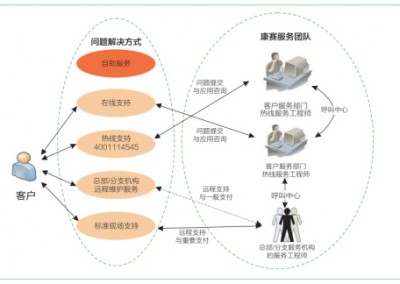 问题解决方式
康赛服务团队
自助服务
在线支持
热线支持
4001114545
总部/分支机构
远程维护服务
标准现场支持
客户
问题提交
与应用咨询
问题提交
与应用咨询
远程支持
与一般支付
远程支持
与重要支付
客户服务部门
热线服务工程师
呼叫中心
客户服务部门
热线服务工程师
呼叫中心
总部/分支服务机构
的服务工程师